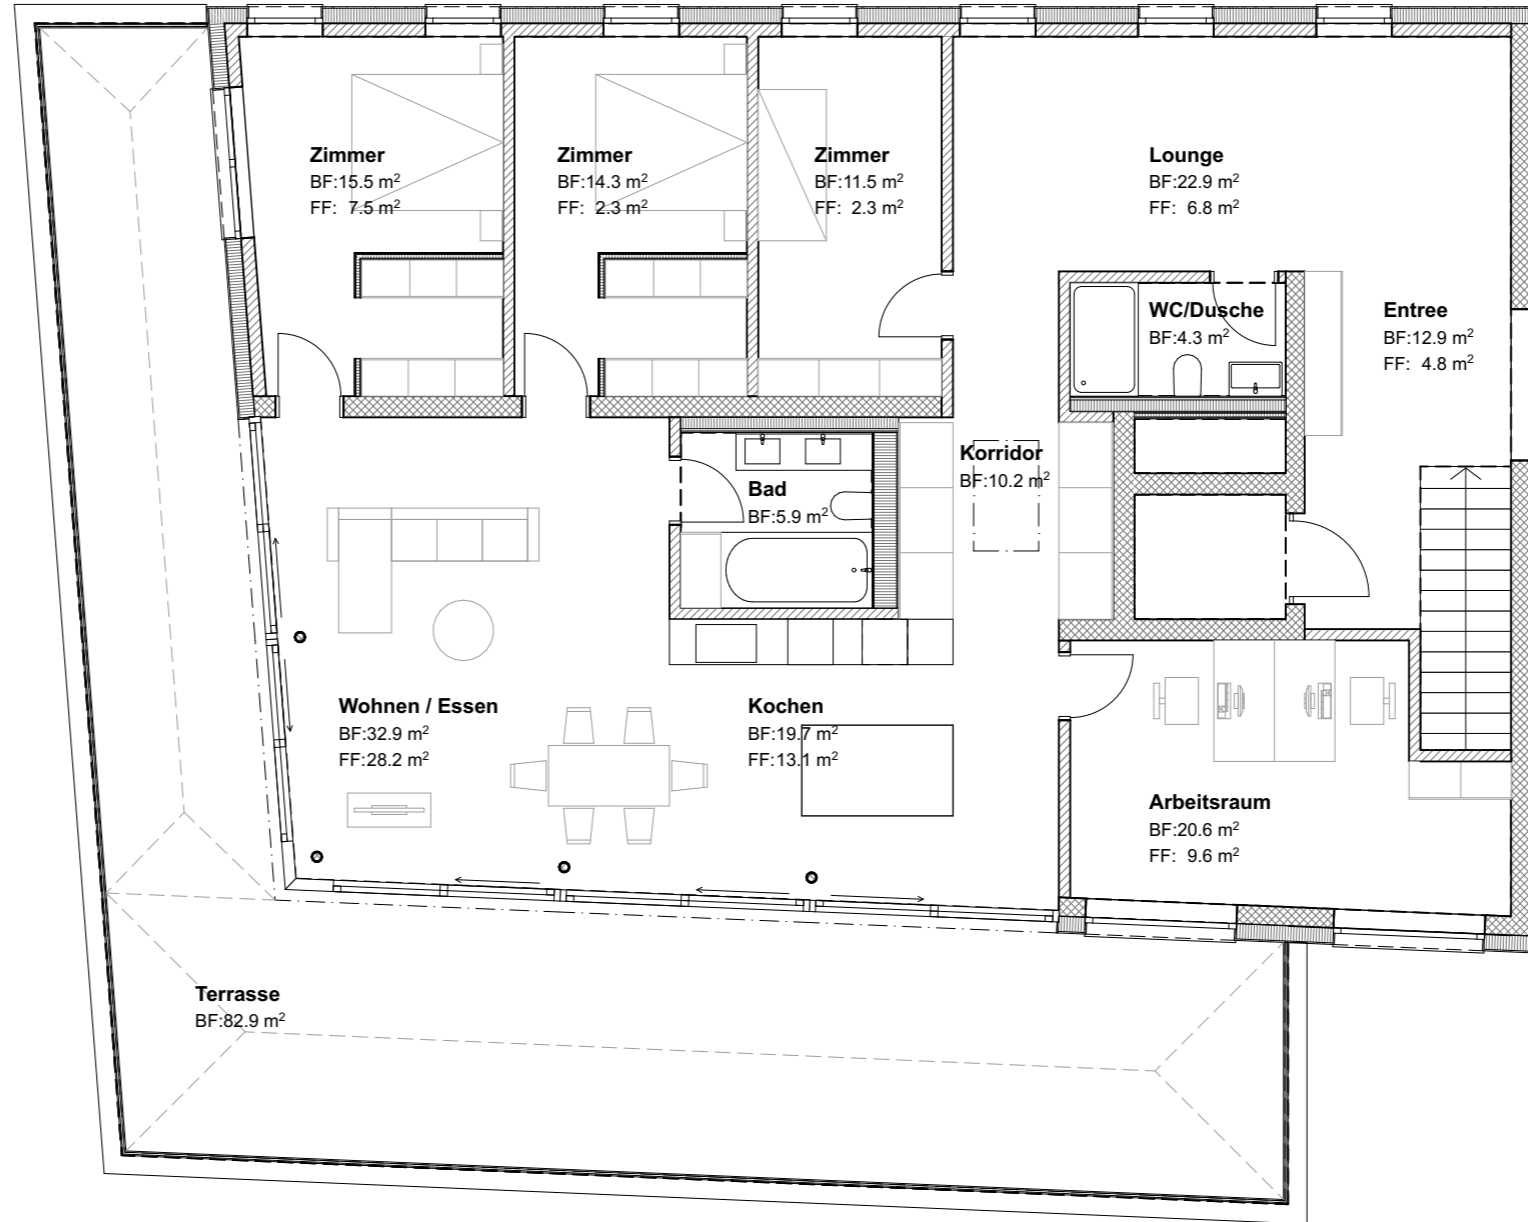 Zimmer
BF:15.5 m²
FF: 7.5 m²
Zimmer
BF:14.3 m²
FF: 2.3 m²
Zimmer
BF:11.5 m²
FF: 2.3 m²
Lounge
BF:22.9 m²
FF: 6.8 m²
WC/Dusche
BF:4.3 m²
Entree
BF:12.9 m²
FF: 4.8 m²
Korridor
BF:10.2 m²
Bad
BF:5.9 m²
Wohnen / Essen
BF:32.9 m²
FF:28.2 m²
Kochen
BF:19.7 m²
FF:13.1 m²
Arbeitsraum
BF:20.6 m²
FF: 9.6 m²
Terrasse
BF:82.9 m²